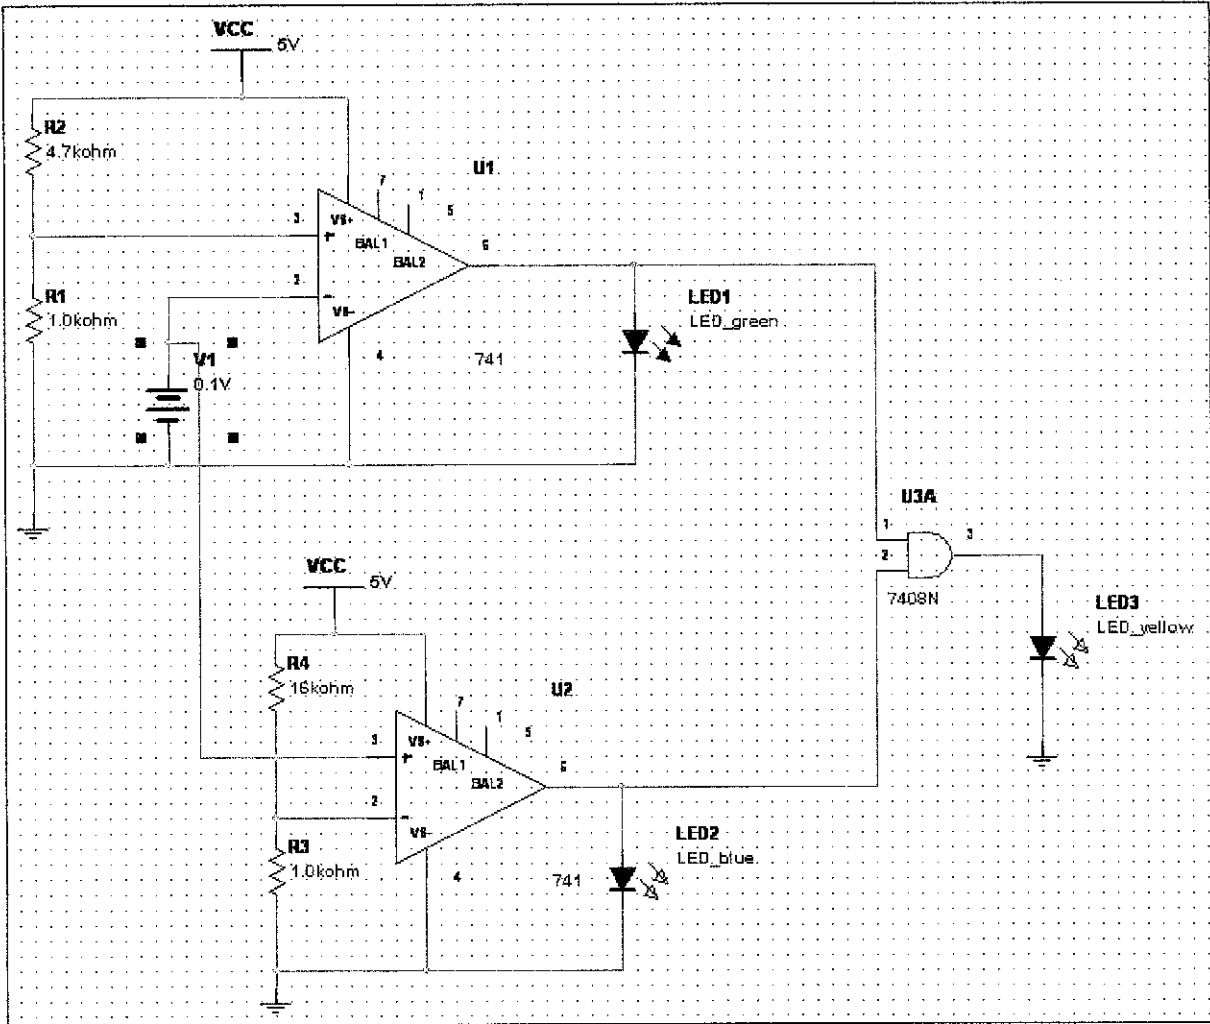 VCC
5V
R2
4.7kohm
U1
7
1
5
3
VS+
BAL1
6
BAL2
2
R1
1.0kohm
VS-
LED1
LED_green
V1
0.1V
4
741
U3A
1
3
2
7408N
VCC
5V
LED3
LED_yellow
R4
16kohm
U2
7
1
5
3
VS+
BAL1
6
BAL2
2
VS-
R3
1.0kohm
LED2
LED_blue
4
741